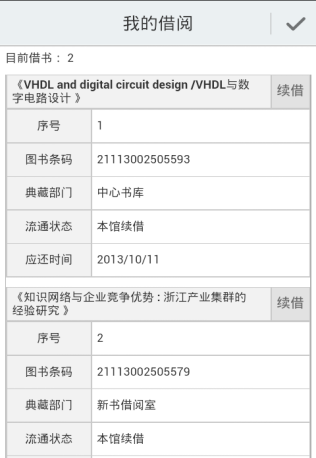 我的借阅
目前借书： 2
《VHDL and digital circuit design /VHDL与数
字电路设计 》
续借
序号 1
图书条码 21113002505593
典藏部门 中心书库
流通状态 本馆续借
应还时间 2013/10/11
《知识网络与企业竞争优势 : 浙江产业集群的
经验研究 》
续借
序号 2
图书条码 21113002505579
典藏部门 新书借阅室
流通状态 本馆续借